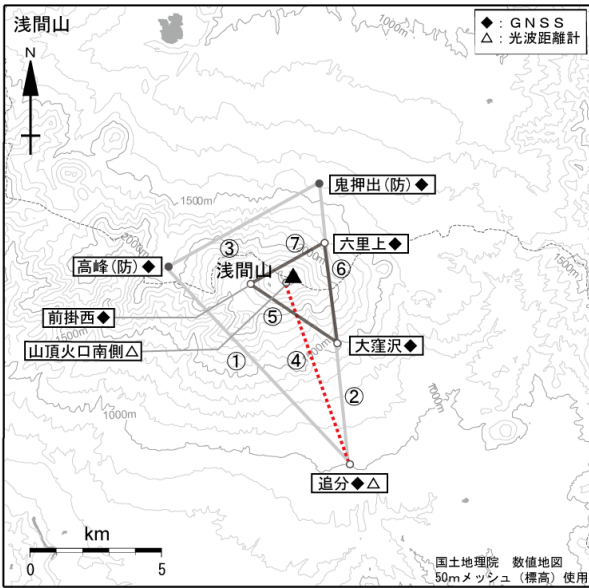 浅間山
N
◆：GNSS
△：光波距離計
1000m
1500m
鬼押出(防)◆
2000m
③
⑦
六里上◆
高峰(防)◆
浅間山
⑥
前掛西◆
⑤
1500m
山頂火口南側△
大窪沢◆
①
④
②
1000m
1000m
1500m
追分◆△
km
0 5
国土地理院 数値地図
50mメッシュ（標高）使用